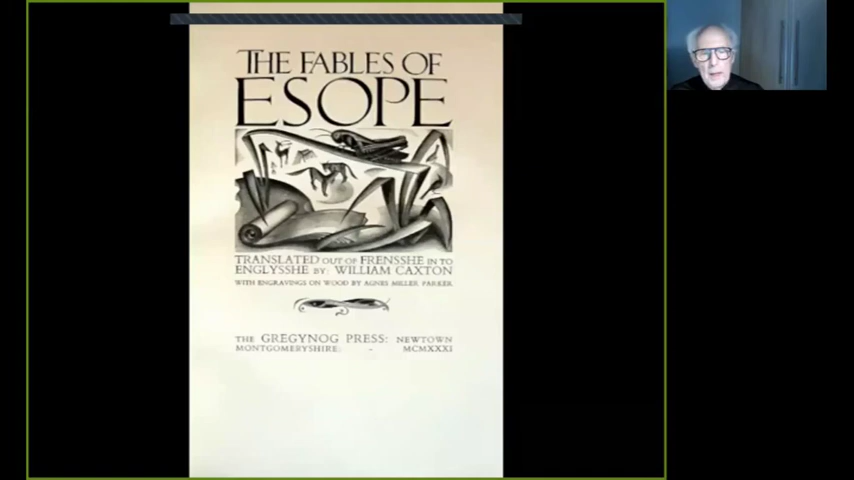 THE FABLES OF
ESOPE
TRANSLATED OUT OF FRENSSHE IN TO
ENGLYSSHE BY WILLIAM CAXTON
WITH ENGRAVINGS ON WOOD BY AGNES MILLER PARKER
THE GREGYNOG PRESS: NEWTOWN
MONTGOMERYSHIRE: - MCMXXXI